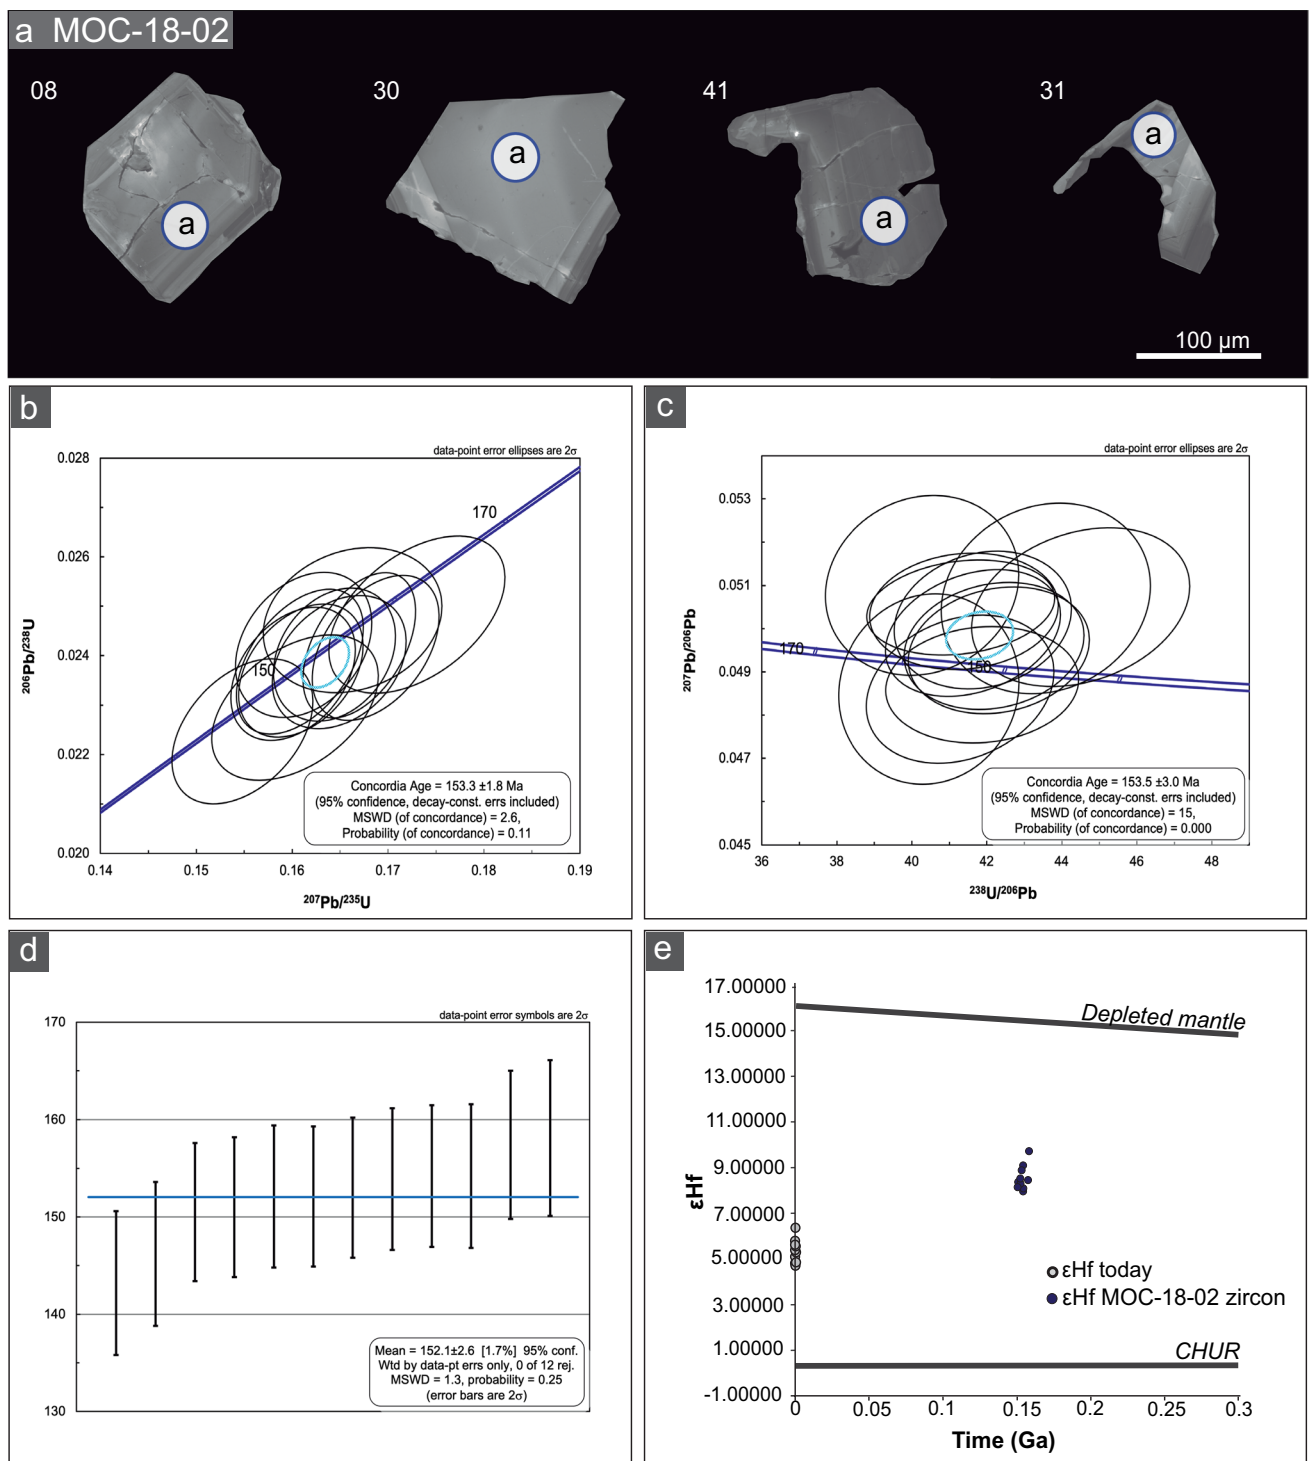 a MOC-18-02
08
30
41
31
a
a
a
a
100 µm
b
data-point error ellipses are 2σ
0.028
0.026
0.024
0.022
0.020
206Pb/238U
170
150
Concordia Age = 153.3 ±1.8 Ma
(95% confidence, decay-const. errs included)
MSWD (of concordance) = 2.6,
Probability (of concordance) = 0.11
0.14
0.15
0.16
0.17
0.18
0.19
207Pb/235U
c
data-point error ellipses are 2σ
0.053
0.051
0.049
0.047
0.045
207Pb/206Pb
170
150
Concordia Age = 153.5 ±3.0 Ma
(95% confidence, decay-const. errs included)
MSWD (of concordance) = 15,
Probability (of concordance) = 0.000
36
38
40
42
44
46
48
238U/206Pb
d
data-point error symbols are 2σ
170
160
150
140
130
Mean = 152.1±2.6 [1.7%] 95% conf.
Wtd by data-pt errs only, 0 of 12 rej.
MSWD = 1.3, probability = 0.25
(error bars are 2σ)
e
17.00000
15.00000
13.00000
11.00000
9.00000
7.00000
5.00000
3.00000
1.00000
-1.00000
εHf
Depleted mantle
εHf today
εHf MOC-18-02 zircon
CHUR
0
0.05
0.1
0.15
0.2
0.25
0.3
Time (Ga)